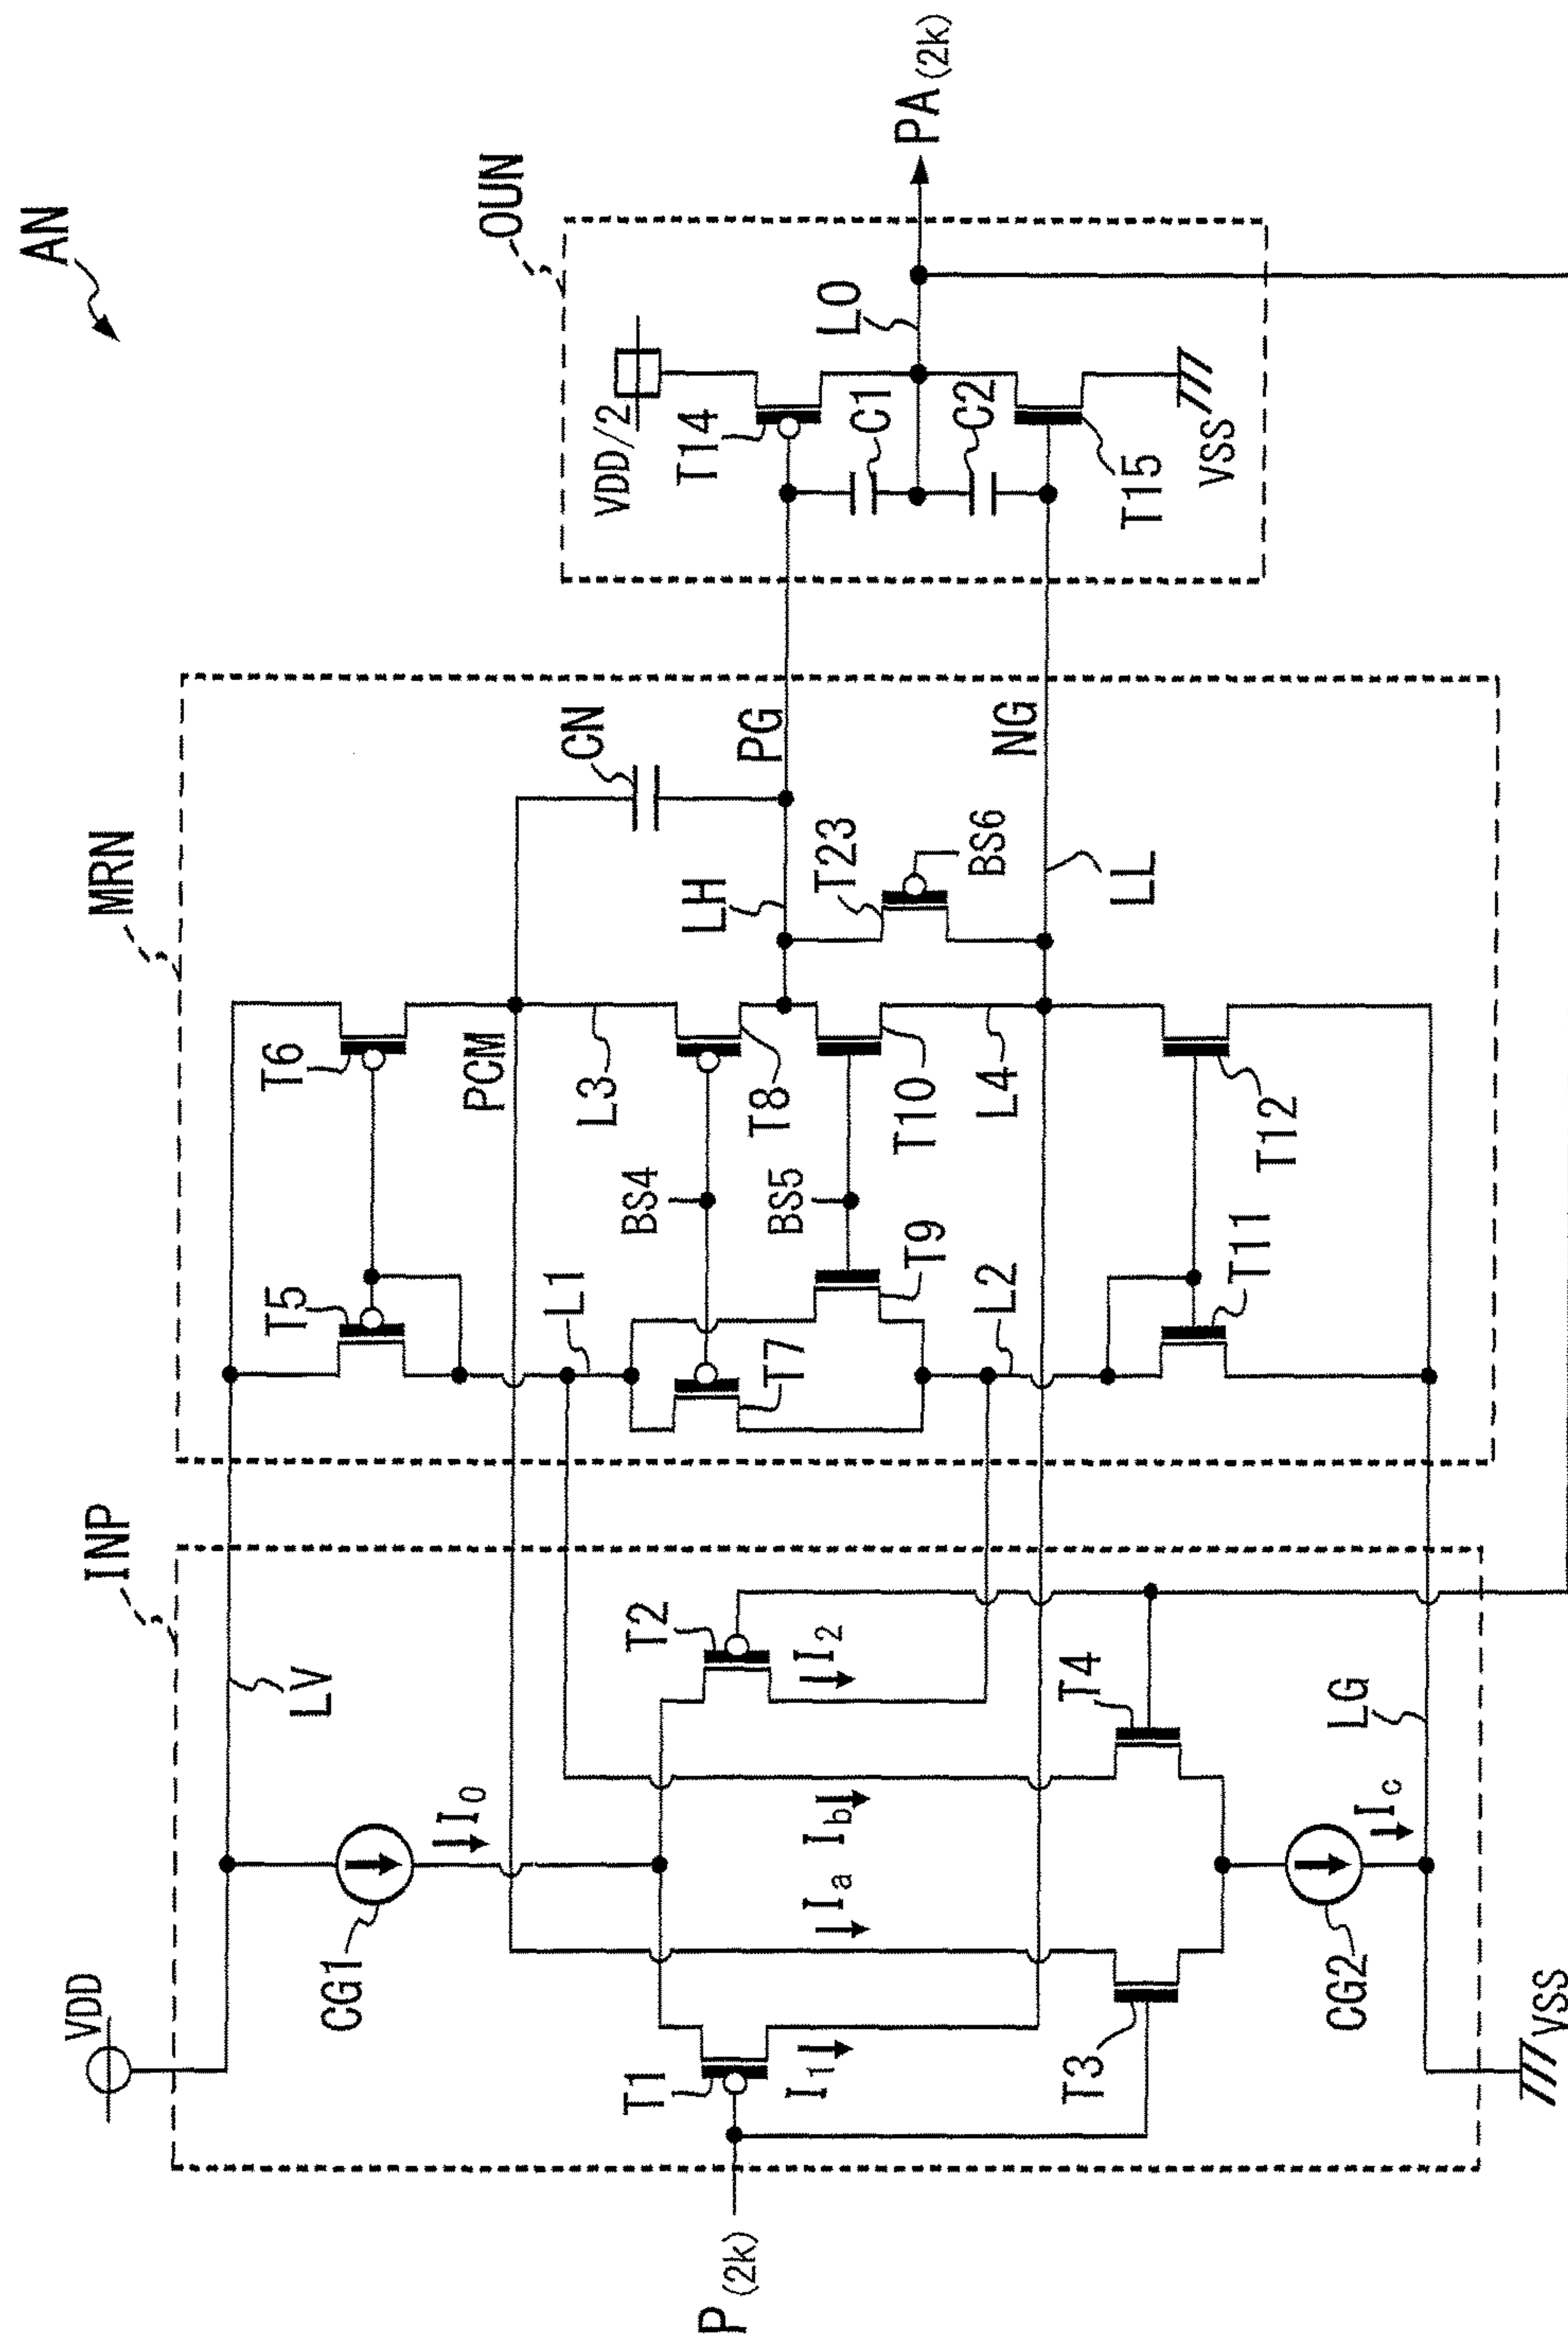 AN
INP
MRN
OUN
VDD
LV
CG1
I0
T5
T6
PCM
CN
VDD/2
T14
L1
L3
LH
PG
C1
LO
PA(2k)
T1
T2
I1
Ia
Ib
I2
T7
BS4
T8
BS5
T9
T10
T23
BS6
NG
C2
T15
VSS
P(2k)
L2
L4
LL
T3
T4
T11
T12
CG2
Ic
LG
VSS